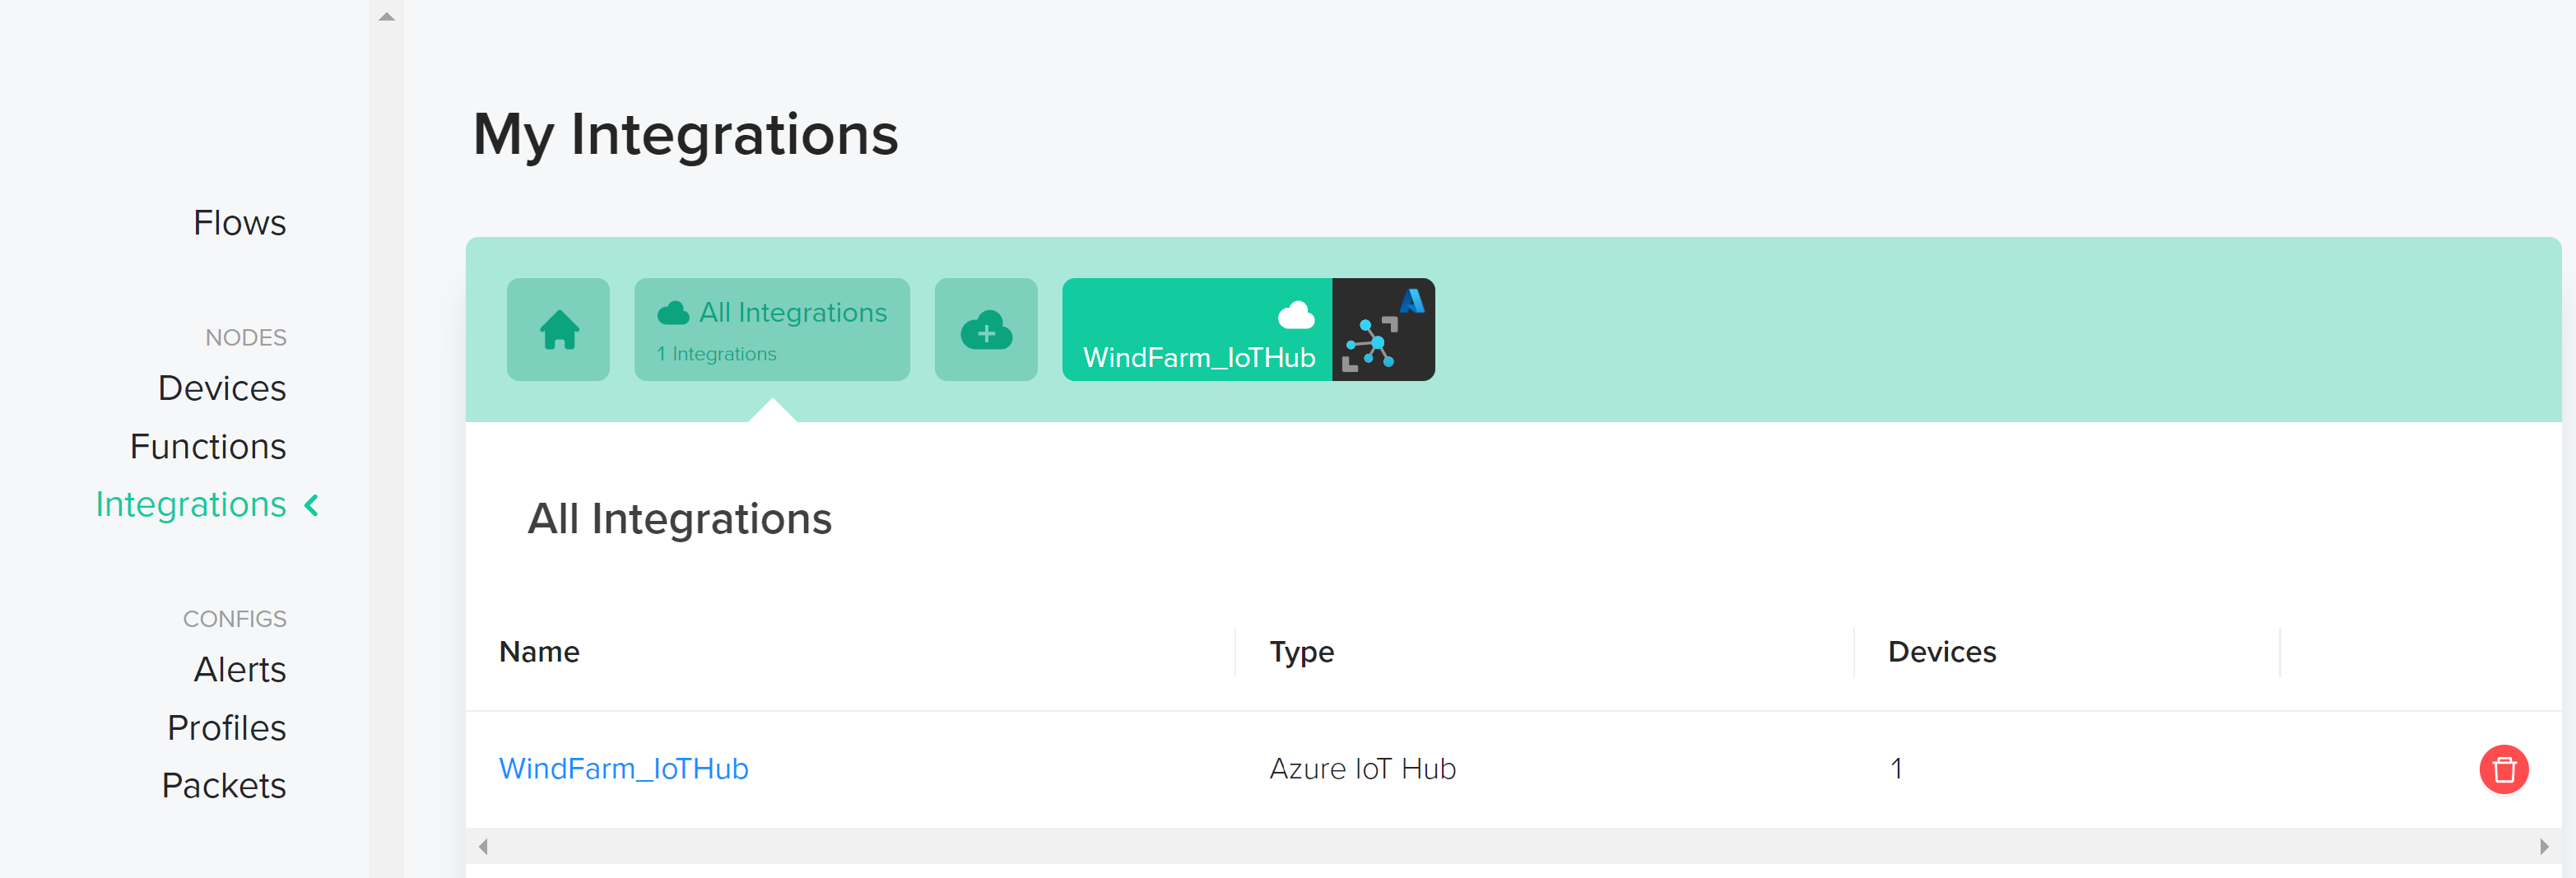 My Integrations
Flows
NODES
Devices
Functions
Integrations
CONFIGS
Alerts
Profiles
Packets
All Integrations
1 Integrations
WindFarm_IoTHub
All Integrations
Name Type Devices
WindFarm_IoTHub Azure IoT Hub 1